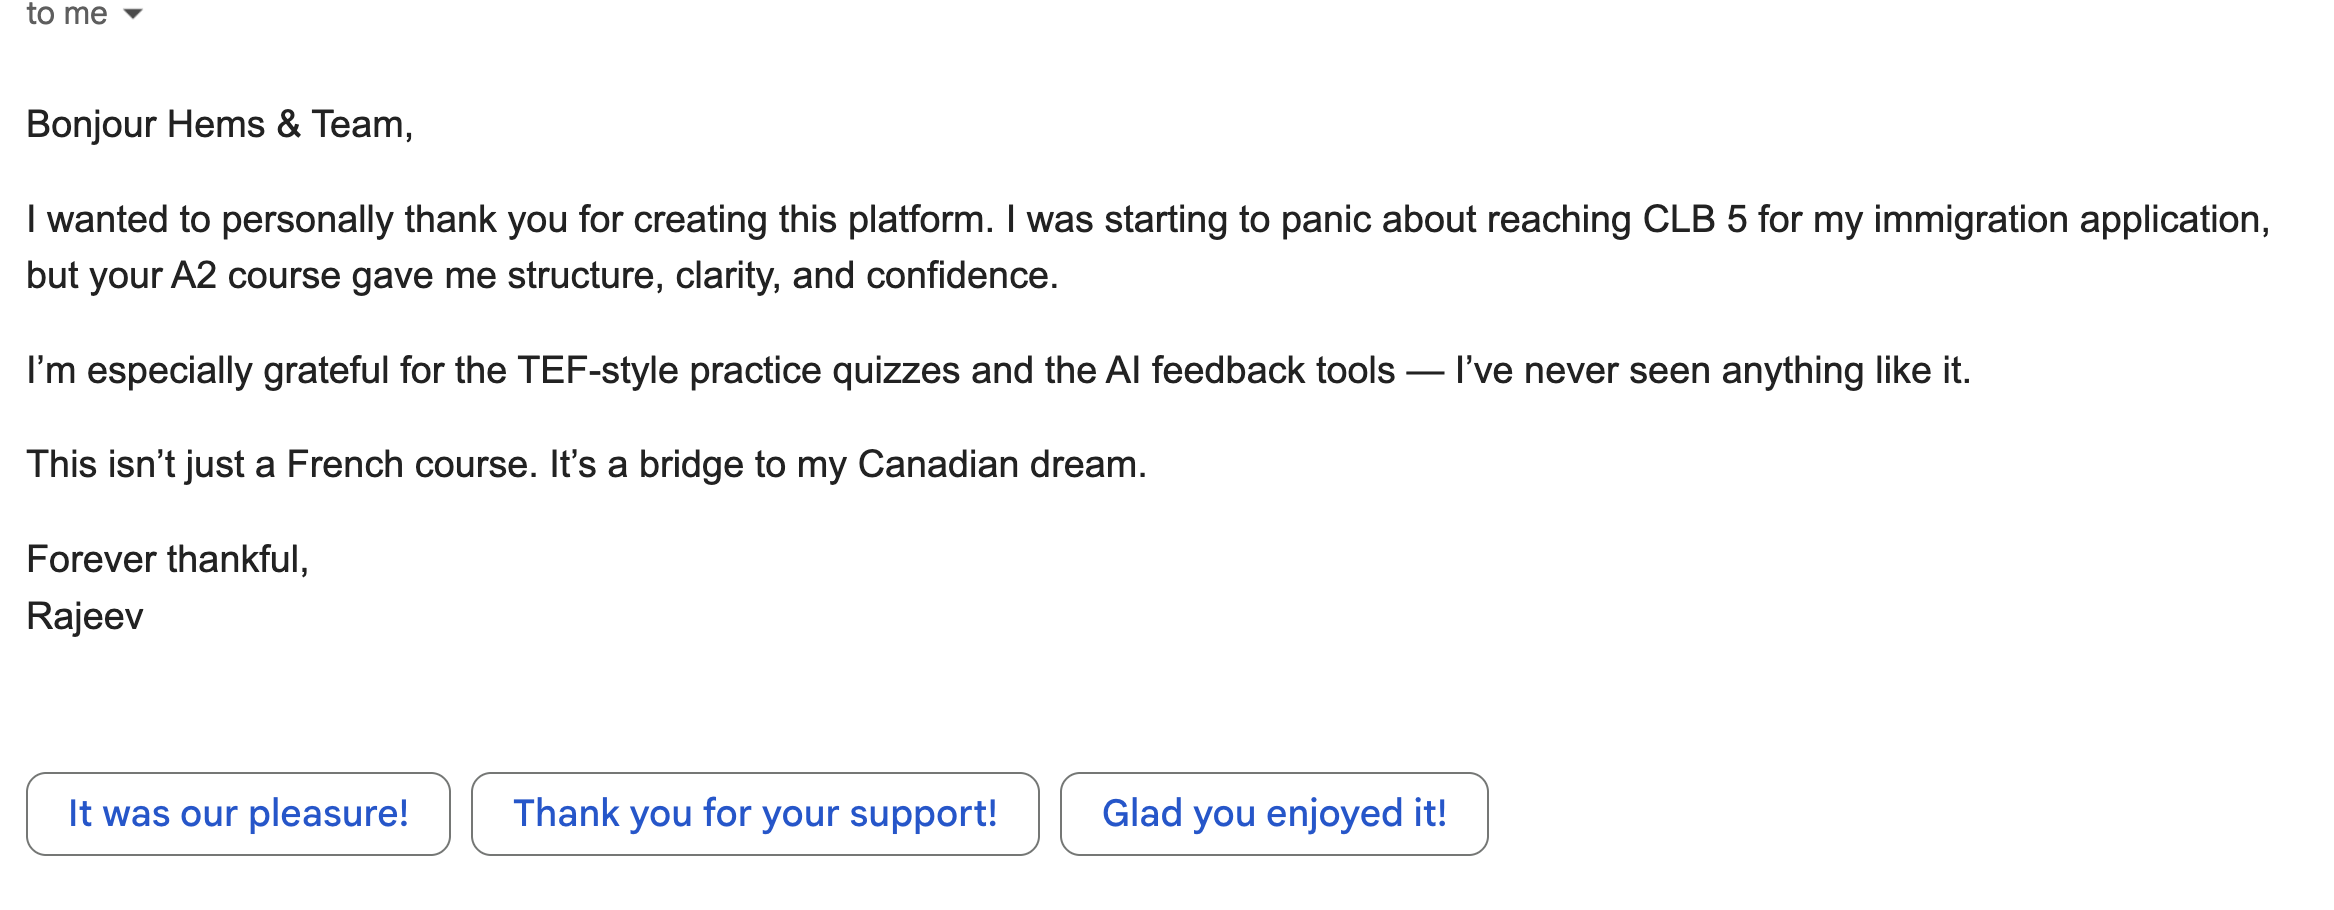 to me
Bonjour Hems & Team,
I wanted to personally thank you for creating this platform. I was starting to panic about reaching CLB 5 for my immigration application,
but your A2 course gave me structure, clarity, and confidence.
I’m especially grateful for the TEF-style practice quizzes and the AI feedback tools — I’ve never seen anything like it.
This isn’t just a French course. It’s a bridge to my Canadian dream.
Forever thankful,
Rajeev
It was our pleasure! Thank you for your support! Glad you enjoyed it!